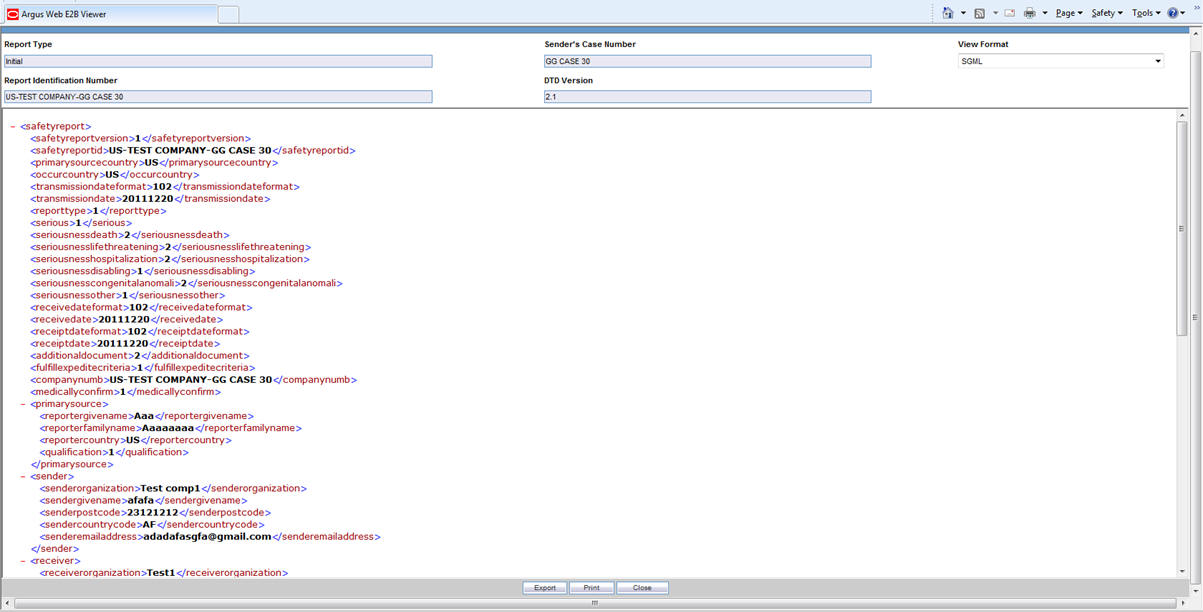 Argus Web E2B Viewer
Page Safety Tools
Report Type Sender's Case Number View Format
Initial GG CASE 30 SGML
Report Identification Number DTD Version
US-TEST COMPANY-GG CASE 30 2.1
- <safetyreport>
<safetyreportversion>1</safetyreportversion>
<safetyreportid>US-TEST COMPANY-GG CASE 30</safetyreportid>
<primarysourcecountry>US</primarysourcecountry>
<occurcountry>US</occurcountry>
<transmissiondateformat>102</transmissiondateformat>
<transmissiondate>20111220</transmissiondate>
<reporttype>1</reporttype>
<serious>1</serious>
<seriousnessdeath>2</seriousnessdeath>
<seriousnesslifethreatening>2</seriousnesslifethreatening>
<seriousnesshospitalization>2</seriousnesshospitalization>
<seriousnessdisabling>1</seriousnessdisabling>
<seriousnesscongenitalanomali>2</seriousnesscongenitalanomali>
<seriousnessother>1</seriousnessother>
<receivedateformat>102</receivedateformat>
<receivedate>20111220</receivedate>
<receiptdateformat>102</receiptdateformat>
<receiptdate>20111220</receiptdate>
<additionaldocument>2</additionaldocument>
<fulfillexpeditecriteria>1</fulfillexpeditecriteria>
<companynumb>US-TEST COMPANY-GG CASE 30</companynumb>
<medicallyconfirm>1</medicallyconfirm>
- <primarysource>
<reportergivename>Aaa</reportergivename>
<reporterfamilyname>Aaaaaaaa</reporterfamilyname>
<reportercountry>US</reportercountry>
<qualification>1</qualification>
</primarysource>
- <sender>
<senderorganization>Test comp1</senderorganization>
<sendergivename>afafa</sendergivename>
<senderpostcode>23121212</senderpostcode>
<sendercountrycode>AF</sendercountrycode>
<senderemailaddress>adadafasgfa@gmail.com</senderemailaddress>
</sender>
- <receiver>
<receiverorganization>Test1</receiverorganization>
Export Print Close